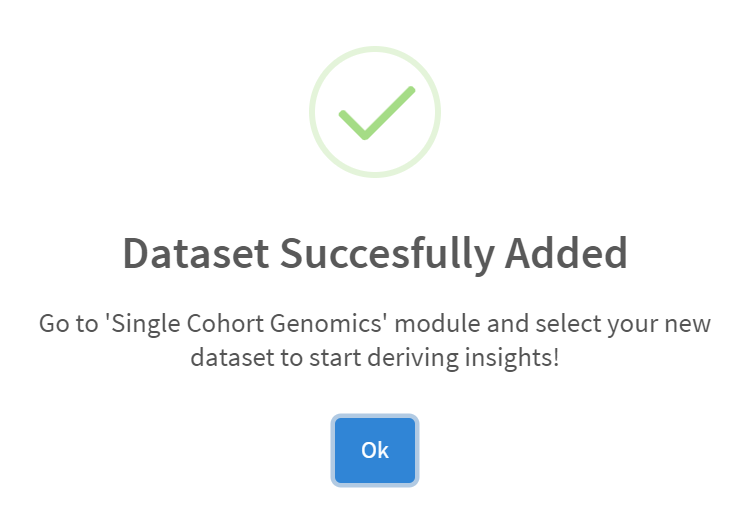 Dataset Succesfully Added
Go to 'Single Cohort Genomics' module and select your new
dataset to start deriving insights!
Ok